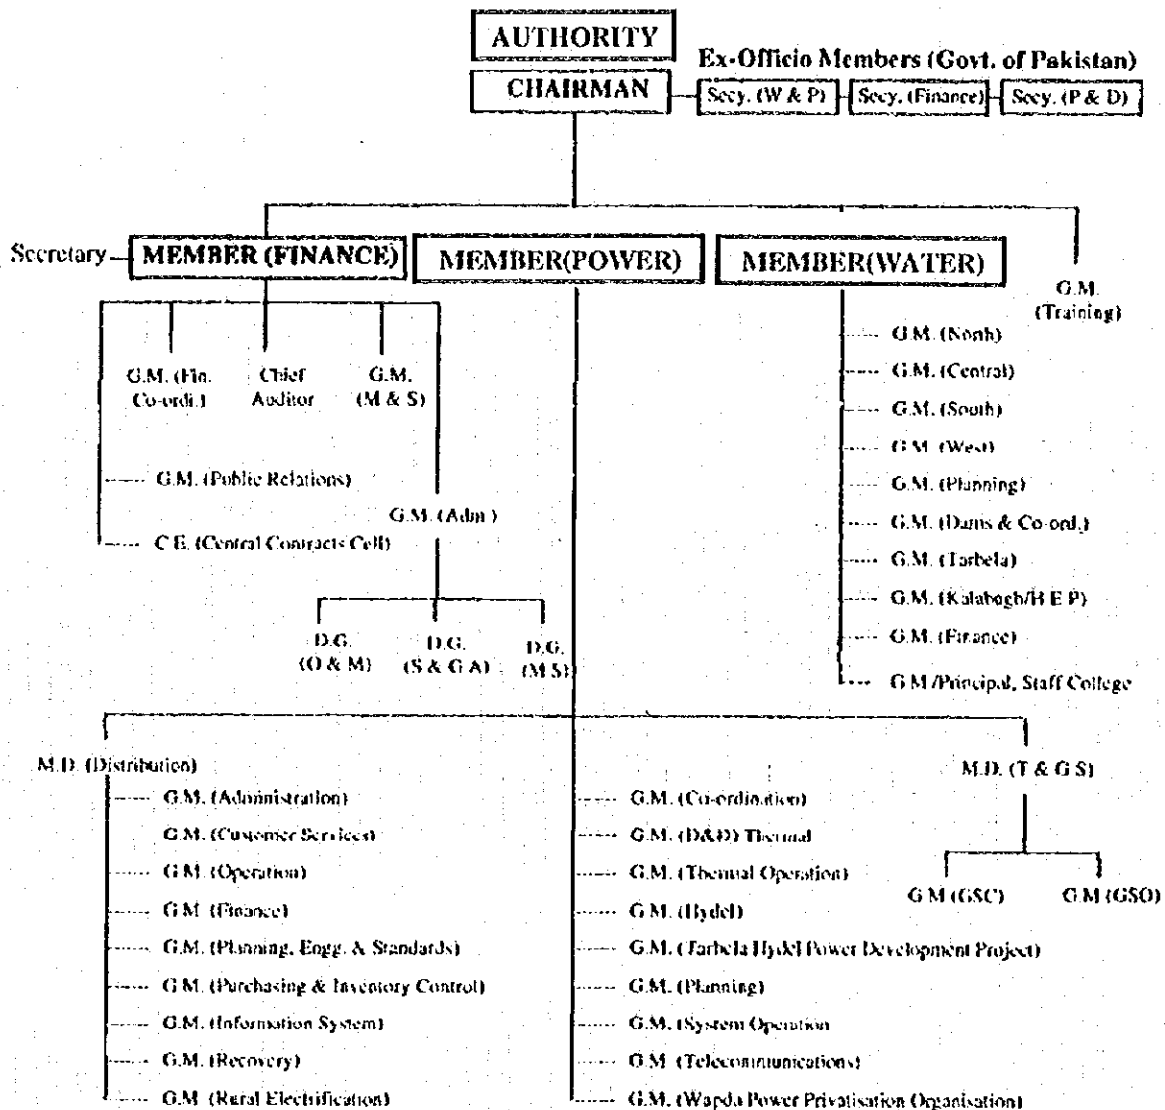 AUTHORITY
Ex-Officio Members (Govt. of Pakistan)
CHAIRMAN
Secy. (W & P)
Secy. (Finance)
Secy. (P & D)
Secretary
MEMBER (FINANCE)
MEMBER(POWER)
MEMBER(WATER)
G.M.
(Training)
G.M. (Fin.
Co-ordi.)
Chief
Auditor
G.M.
(M & S)
G.M. (Public Relations)
G.M. (Adm.)
C.E. (Central Contracts Cell)
D.G.
(O & M)
D.G.
(S & G A)
D.G.
(M S)
G.M. (North)
G.M. (Central)
G.M. (South)
G.M. (West)
G.M. (Planning)
G.M. (Dams & Co-ord.)
G.M. (Tarbela)
G.M. (Kalabagh/H E P)
G.M. (Finance)
G.M/Principal, Staff College
M.D. (Distribution)
G.M. (Administration)
G.M. (Customer Services)
G.M. (Operation)
G.M (Finance)
G.M. (Planning, Engg. & Standards)
G.M. (Purchasing & Inventory Control)
G.M. (Information System)
G.M. (Recovery)
G.M (Rural Electrification)
G.M. (Co-ordination)
G.M. (D&D) Thermal
G.M. (Thermal Operation)
G.M. (Hydel)
G.M. (Tarbela Hydel Power Development Project)
G.M. (Planning)
G.M. (System Operation
G.M (Telecommunications)
G.M. (Wapda Power Privatisation Organisation)
M.D. (T & G S)
G M (GSC)
G.M (GSO)